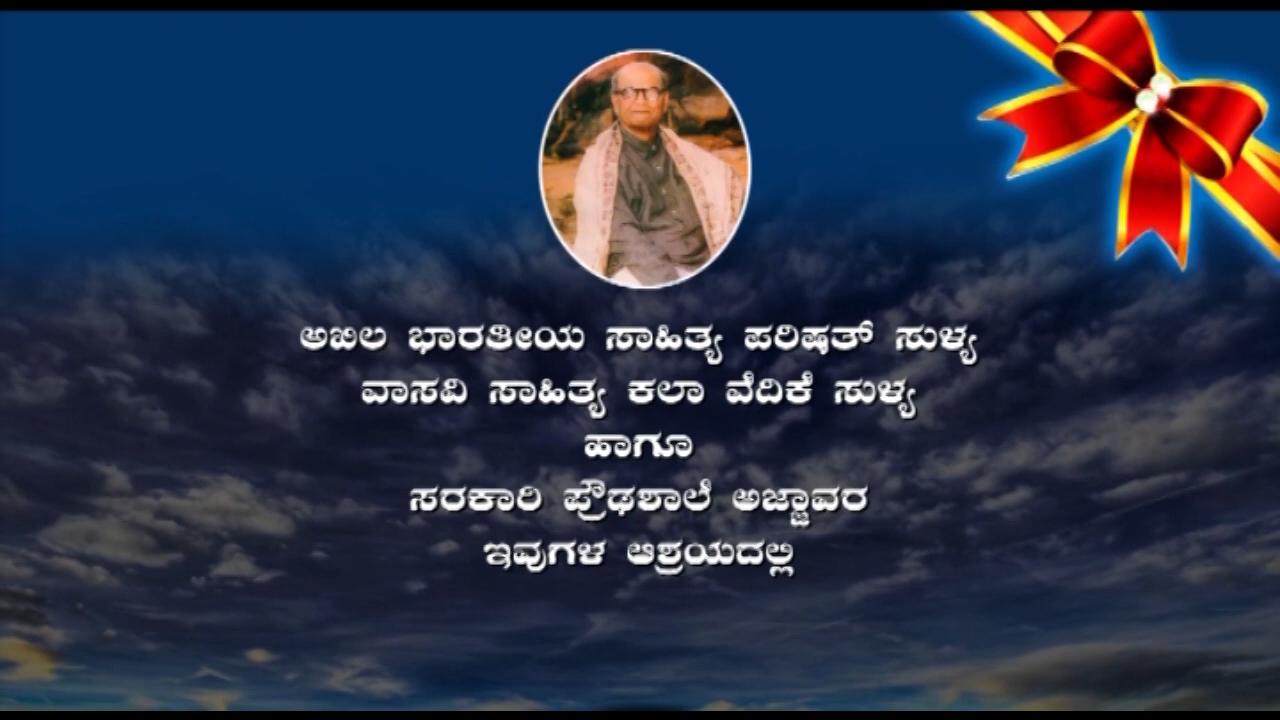 ಅಖಿಲ ಭಾರತೀಯ ಸಾಹಿತ್ಯ ಪರಿಷತ್ ಸುಳ್ಯ
ವಾಸವಿ ಸಾಹಿತ್ಯ ಕಲಾ ವೆದಿಕೆ ಸುಳ್ಯ
ಹಾಗೂ
ಸರಕಾರಿ ಪ್ರೌಢಶಾಲೆ ಅಜ್ಜಾವರ
ಇವುಗಳ ಆಶ್ರಯದಲ್ಲಿ